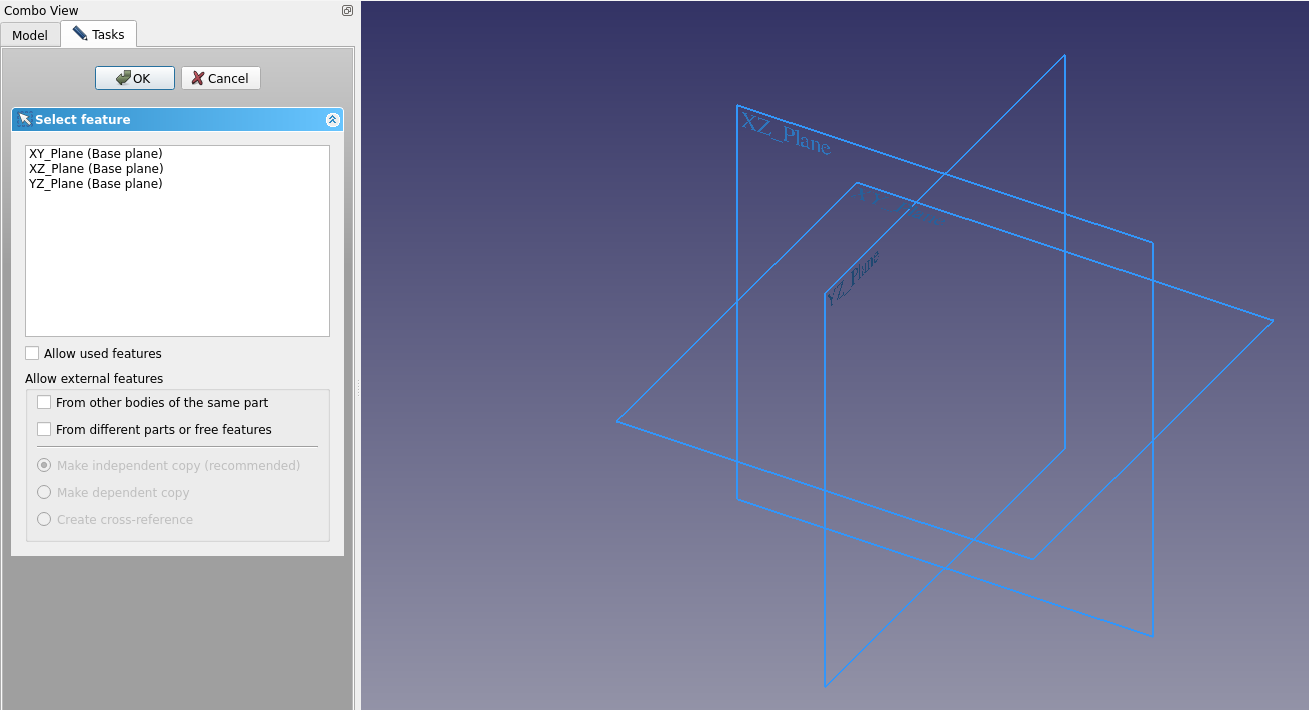 Combo View
Model
Tasks
OK
Cancel
Select feature
XY_Plane (Base plane)
XZ_Plane (Base plane)
YZ_Plane (Base plane)
Allow used features
Allow external features
From other bodies of the same part
From different parts or free features
Make independent copy (recommended)
Make dependent copy
Create cross-reference
XZ_Plane
XY_Plane
YZ_Plane